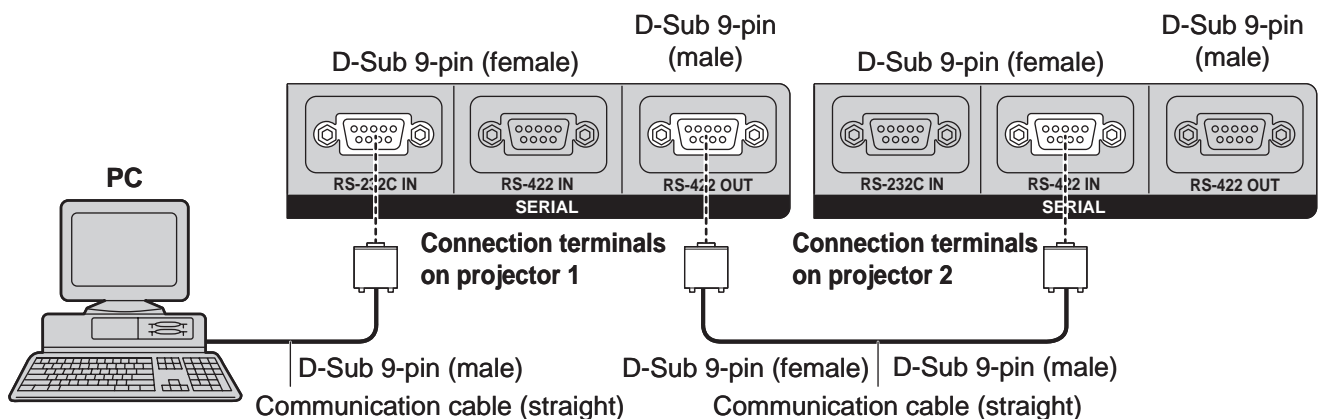 D-Sub 9-pin (female)
D-Sub 9-pin
(male)
D-Sub 9-pin (female)
D-Sub 9-pin
(male)
RS-232C IN
RS-422 IN
RS-422 OUT
SERIAL
RS-232C IN
RS-422 IN
RS-422 OUT
SERIAL
PC
Connection terminals
on projector 1
Connection terminals
on projector 2
D-Sub 9-pin (male)
Communication cable (straight)
D-Sub 9-pin (female)
D-Sub 9-pin (male)
Communication cable (straight)